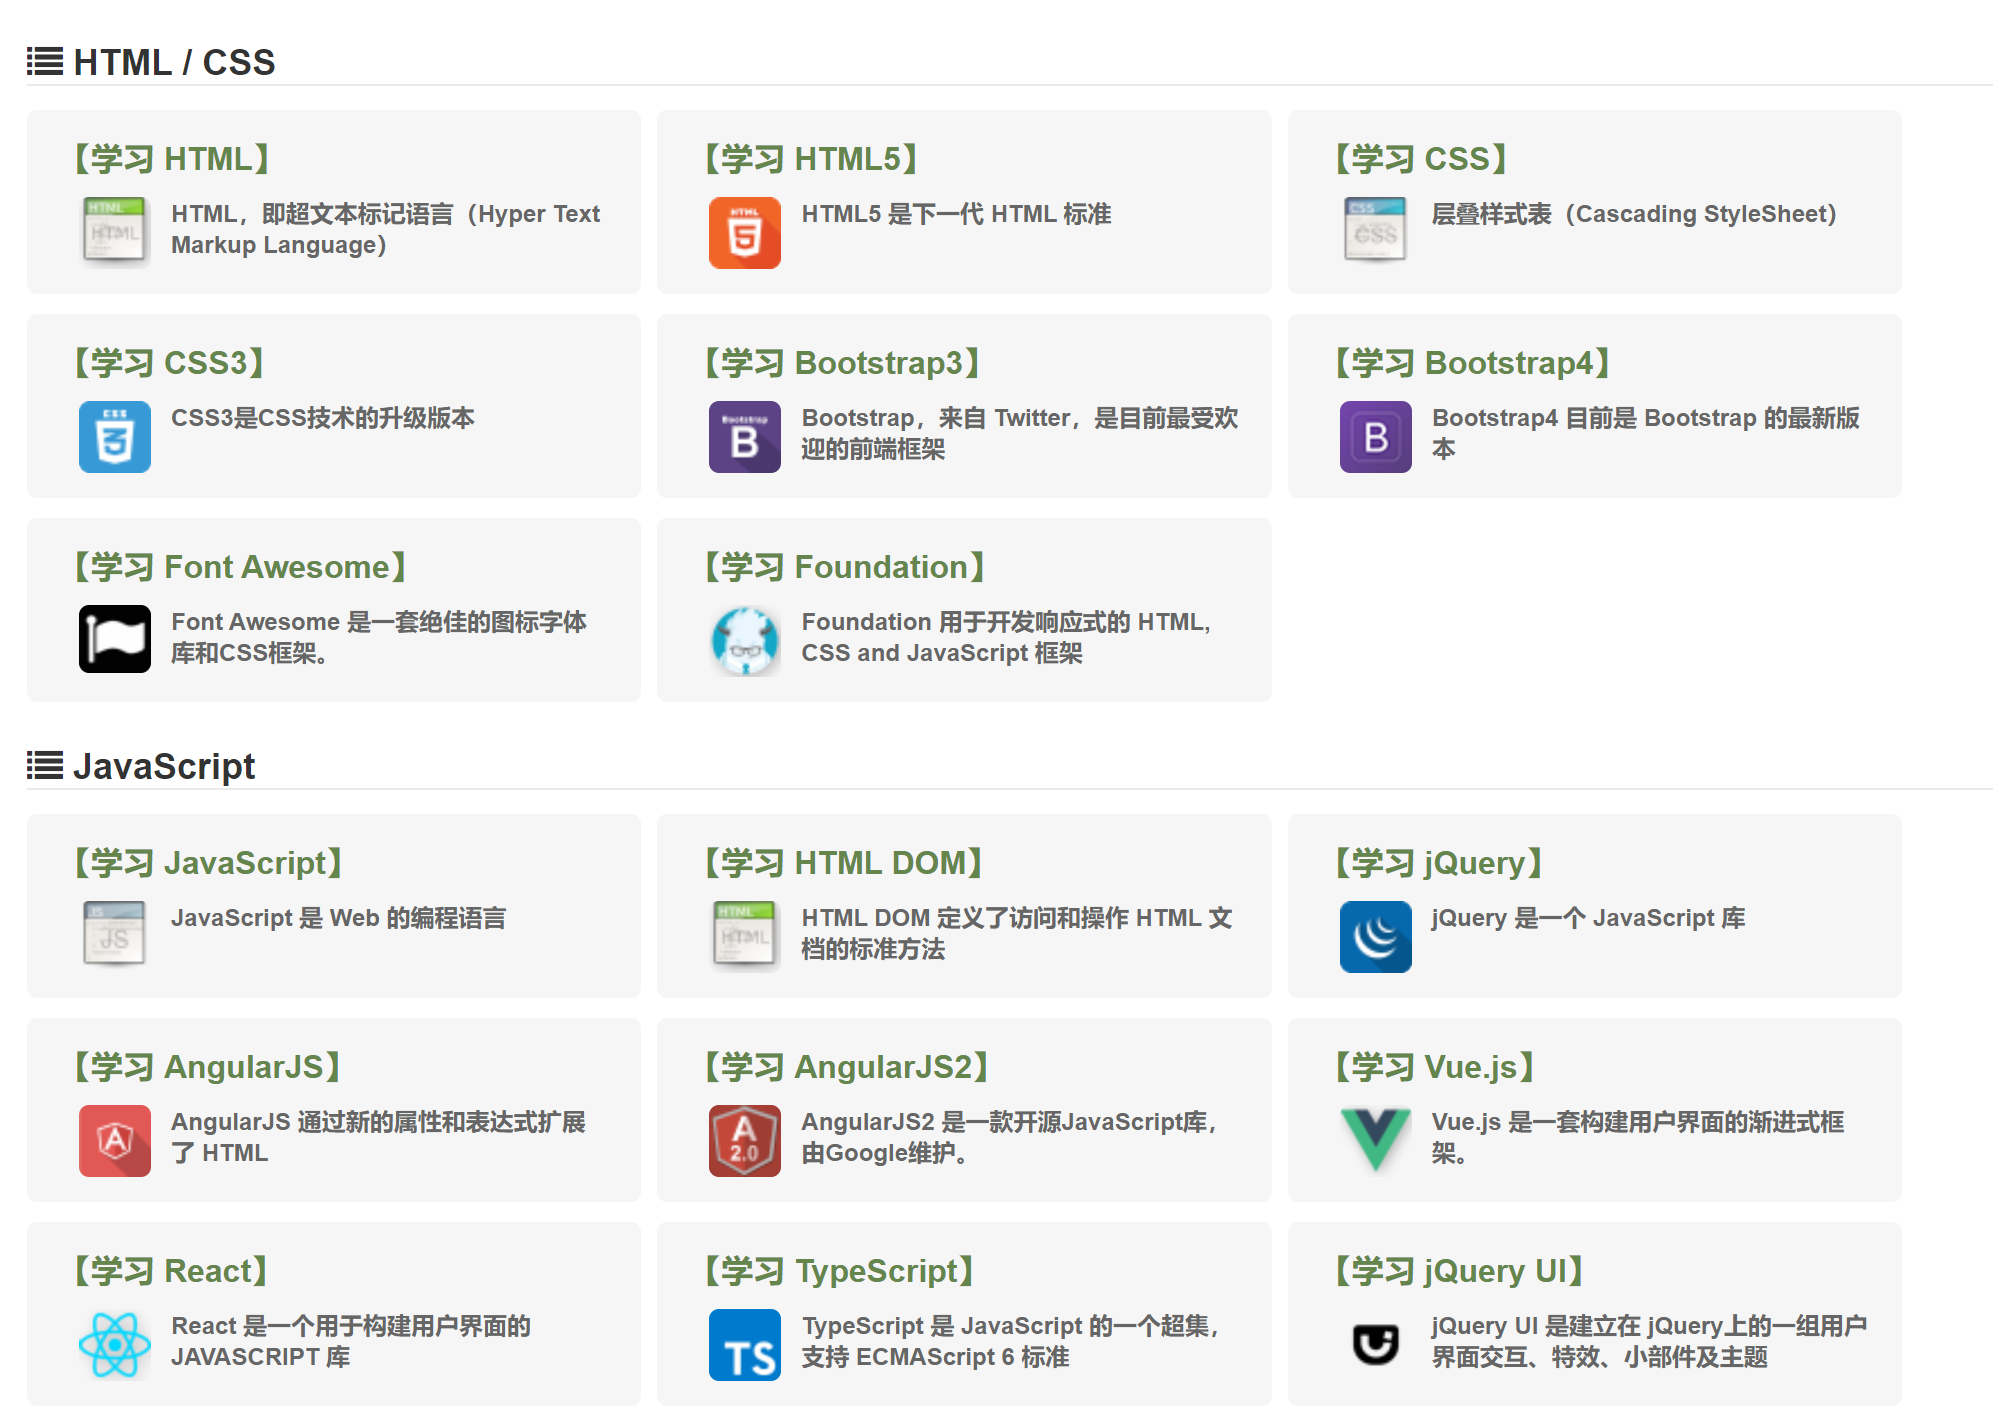 HTML / CSS
【学习 HTML】
HTML，即超文本标记语言（Hyper Text
Markup Language）
【学习 HTML5】
HTML5 是下一代 HTML 标准
【学习 CSS】
层叠样式表（Cascading StyleSheet）
【学习 CSS3】
CSS3是CSS技术的升级版本
【学习 Bootstrap3】
Bootstrap，来自 Twitter，是目前最受欢
迎的前端框架
【学习 Bootstrap4】
Bootstrap4 目前是 Bootstrap 的最新版
本
【学习 Font Awesome】
Font Awesome 是一套绝佳的图标字体
库和CSS框架。
【学习 Foundation】
Foundation 用于开发响应式的 HTML,
CSS and JavaScript 框架
JavaScript
【学习 JavaScript】
JavaScript 是 Web 的编程语言
【学习 HTML DOM】
HTML DOM 定义了访问和操作 HTML 文
档的标准方法
【学习 jQuery】
jQuery 是一个 JavaScript 库
【学习 AngularJS】
AngularJS 通过新的属性和表达式扩展
了 HTML
【学习 AngularJS2】
AngularJS2 是一款开源JavaScript库，
由Google维护。
【学习 Vue.js】
Vue.js 是一套构建用户界面的渐进式框
架。
【学习 React】
React 是一个用于构建用户界面的
JAVASCRIPT 库
【学习 TypeScript】
TypeScript 是 JavaScript 的一个超集，
支持 ECMAScript 6 标准
【学习 jQuery UI】
jQuery UI 是建立在 jQuery上的一组用户
界面交互、特效、小部件及主题